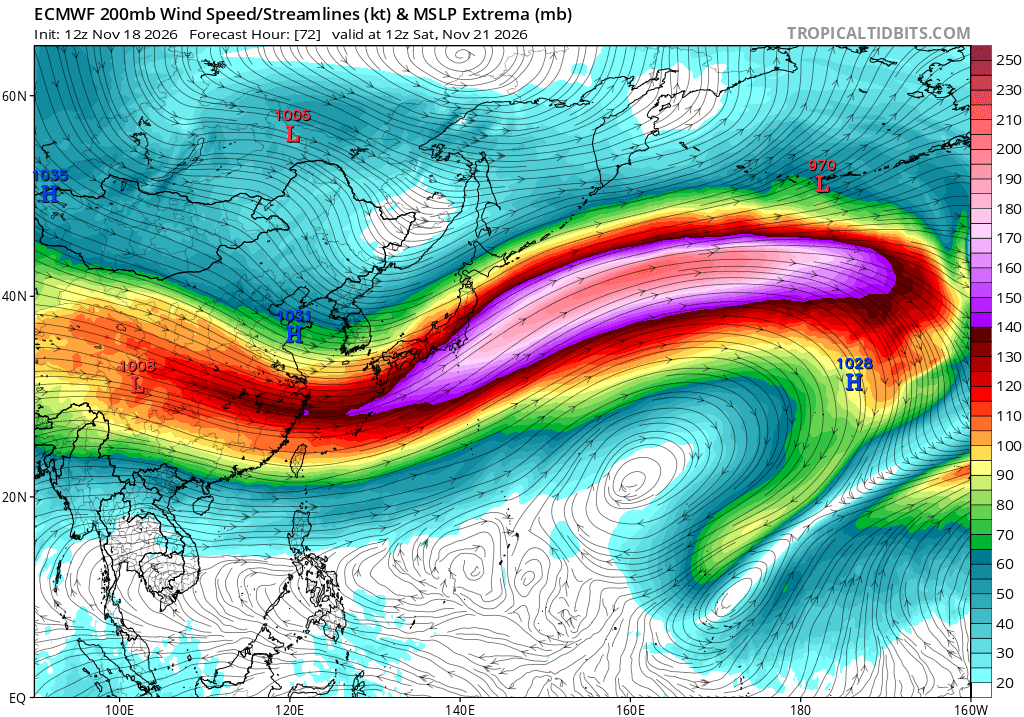 ECMWF 200mb Wind Speed/Streamlines (kt) & MSLP Extrema (mb)
Init: 12z Nov 18 2026 Forecast Hour: [72] valid at 12z Sat, Nov 21 2026
TROPICALTIDBITS.COM
60N
40N
20N
EQ
1005
L
1035
H
970
L
1031
H
1008
L
1028
H
250
230
210
200
190
180
170
160
150
140
130
120
110
100
90
80
70
60
50
40
30
20
100E 120E 140E 160E 180 160W